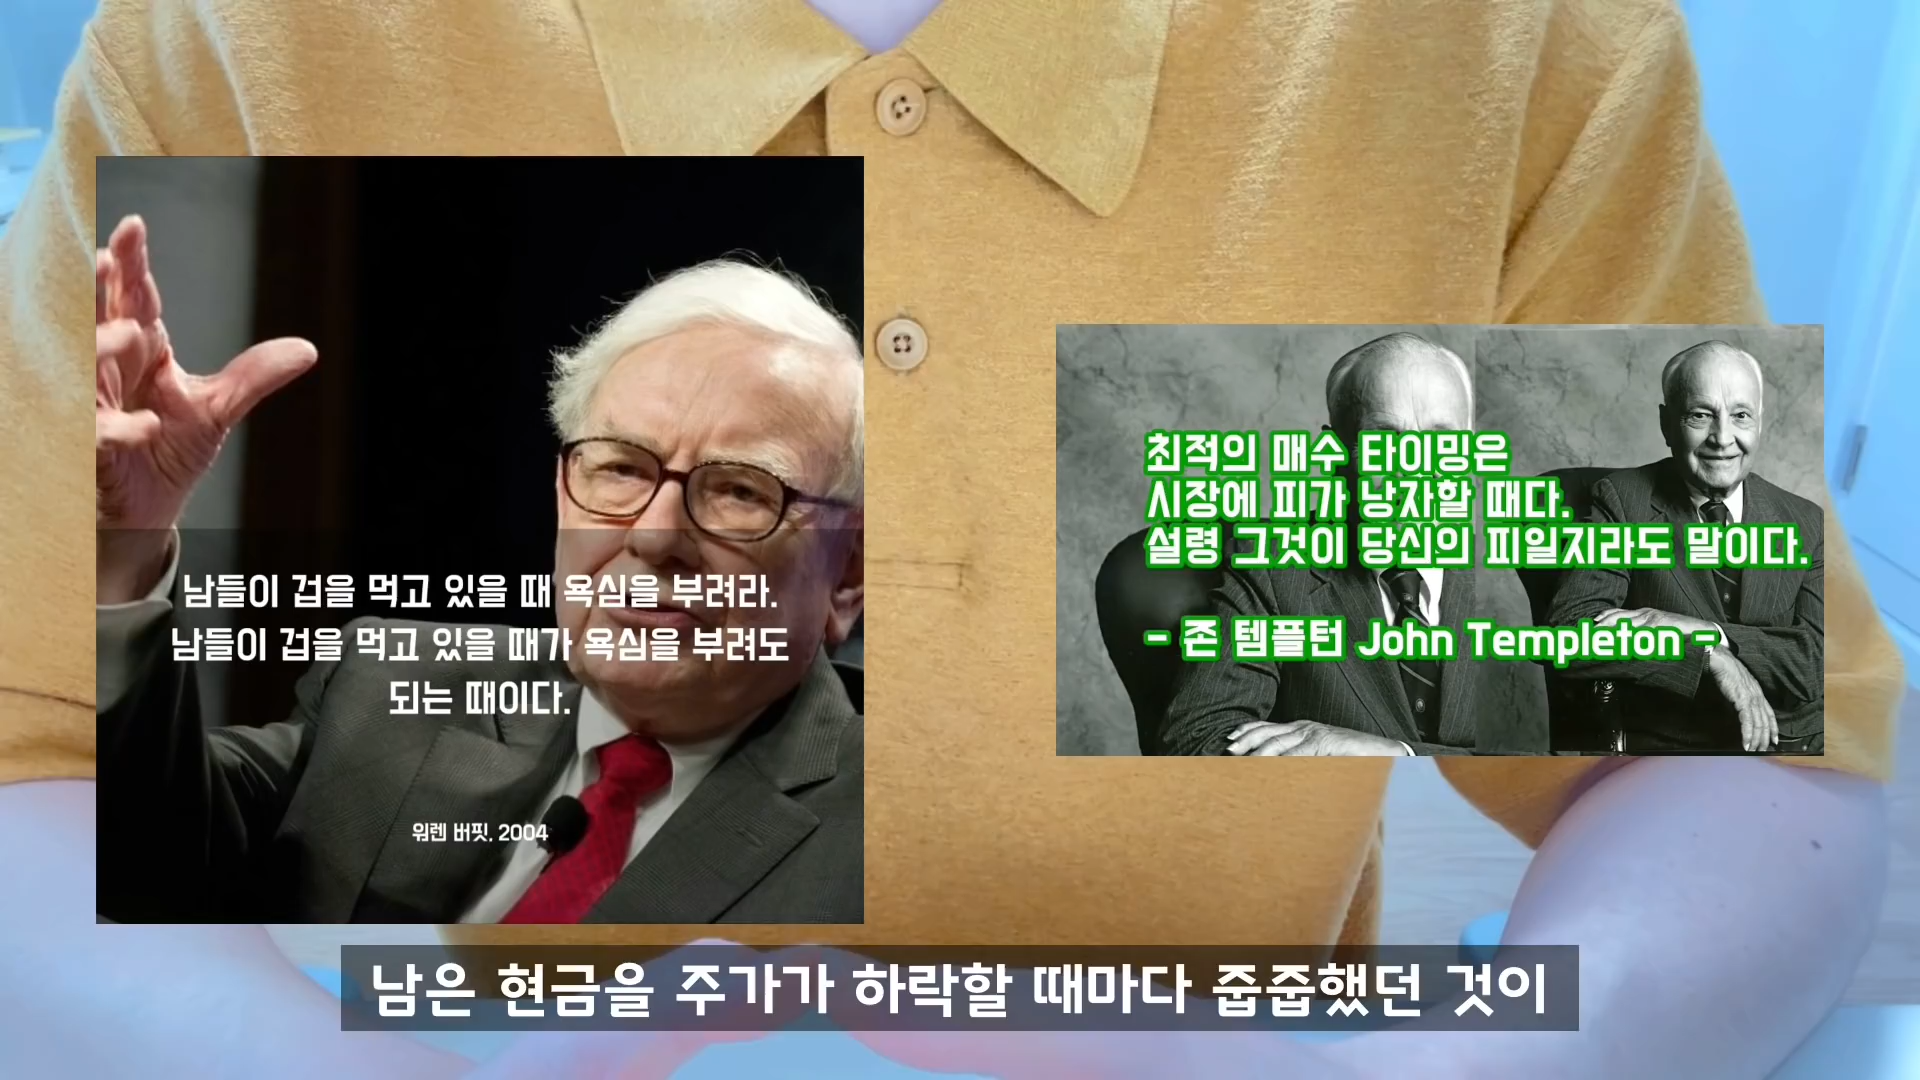 남들이 겁을 먹고 있을 때 욕심을 부려라.
남들이 겁을 먹고 있을 때가 욕심을 부려도
되는 때이다.
워렌 버핏, 2004
최적의 매수 타이밍은
시장에 피가 낭자할 때다.
설령 그것이 당신의 피일지라도 말이다.
- 존 템플턴 John Templeton -
남은 현금을 주가가 하락할 때마다 줍줍했던 것이